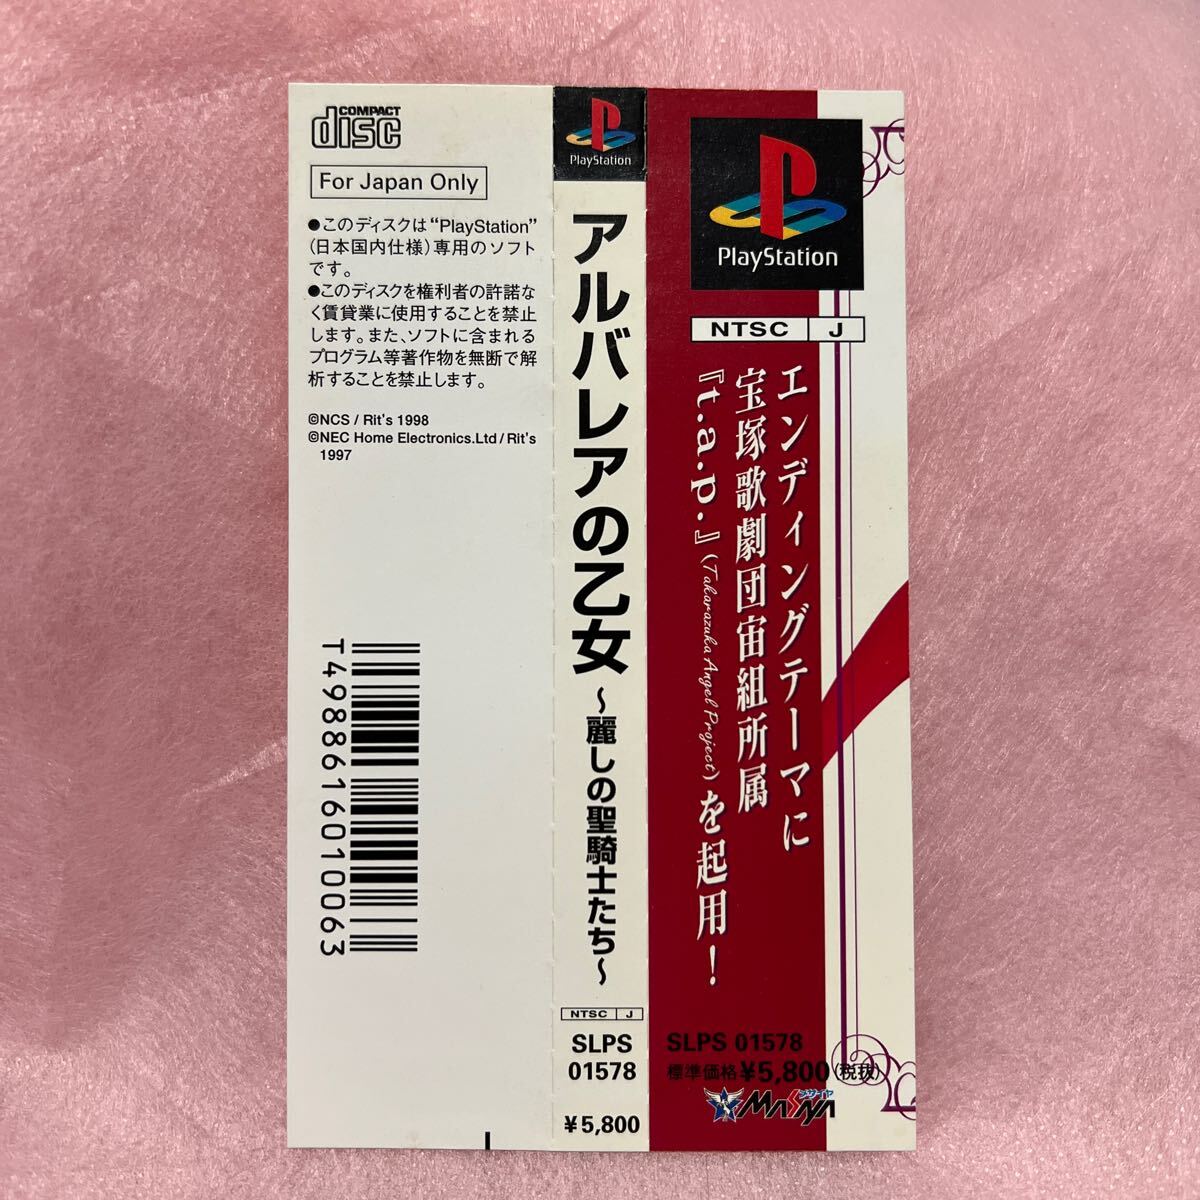 COMPACT
disc
For Japan Only
●このディスクは“PlayStation”
(日本国内仕様)専用のソフト
です。
●このディスクを権利者の許諾な
く賃貸業に使用することを禁止
します。また、ソフトに含まれる
プログラム等著作物を無断で解
析することを禁止します。
©NCS / Rit's 1998
©NEC Home Electronics.Ltd / Rit's
1997
T4988616010063
PlayStation
アルバレアの乙女 ～麗しの聖騎士たち～
NTSC J
SLPS
01578
¥5,800
PlayStation
NTSC J
エンディングテーマに
宝塚歌劇団宙組所属
『t.a.p.』(Takarazuka Angel Project)を起用！
SLPS 01578
標準価格¥5,800(税抜)
メサイヤ
MASAYA